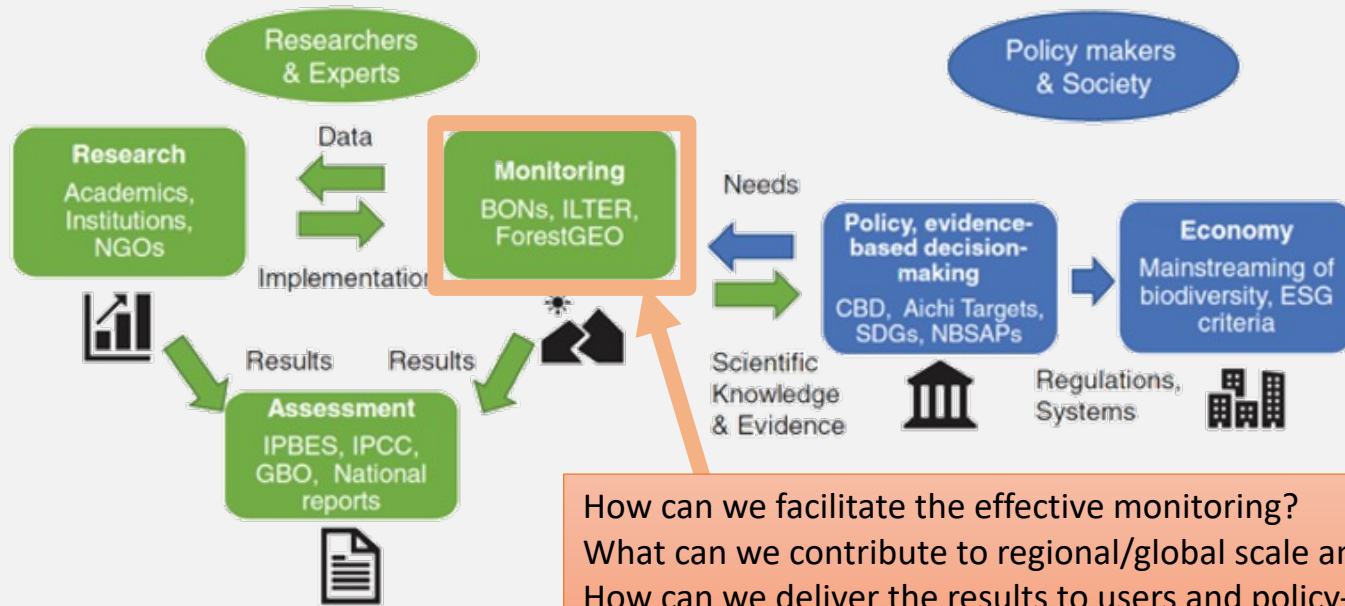 Researchers
& Experts
Policy makers
& Society
Research
Academics,
Institutions,
NGOs
Data
Implementation
Monitoring
BONs, ILTER,
ForestGEO
Needs
Scientific
Knowledge
& Evidence
Policy, evidence-
based decision-
making
CBD, Aichi Targets,
SDGs, NBSAPs
Economy
Mainstreaming of
biodiversity, ESG
criteria
Regulations,
Systems
Results
Results
Assessment
IPBES, IPCC,
GBO, National
reports
How can we facilitate the effective monitoring?
What can we contribute to regional/global scale
How can we deliver the results to users and